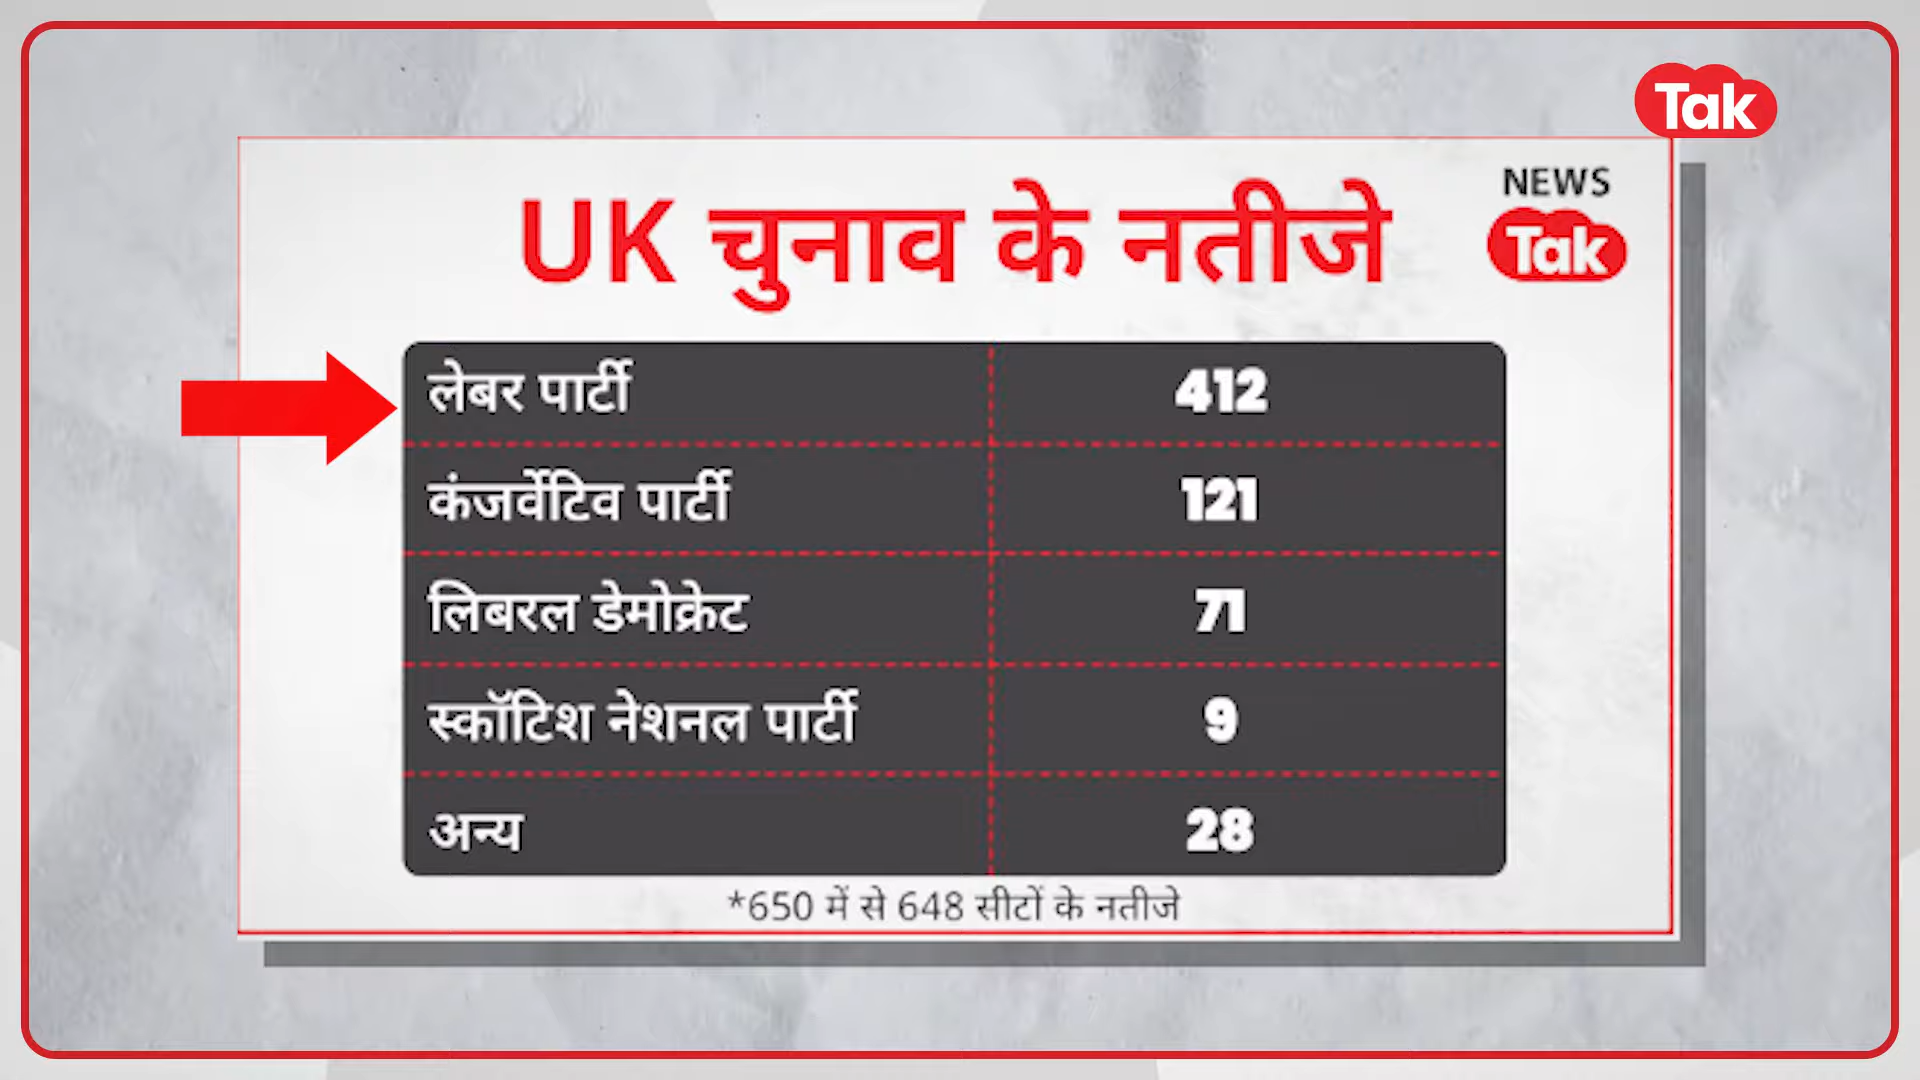 Tak
NEWS
Tak
UK चुनाव के नतीजे
लेबर पार्टी 412
कंजर्वेटिव पार्टी 121
लिबरल डेमोक्रेट 71
स्कॉटिश नेशनल पार्टी 9
अन्य 28
*650 में से 648 सीटों के नतीजे